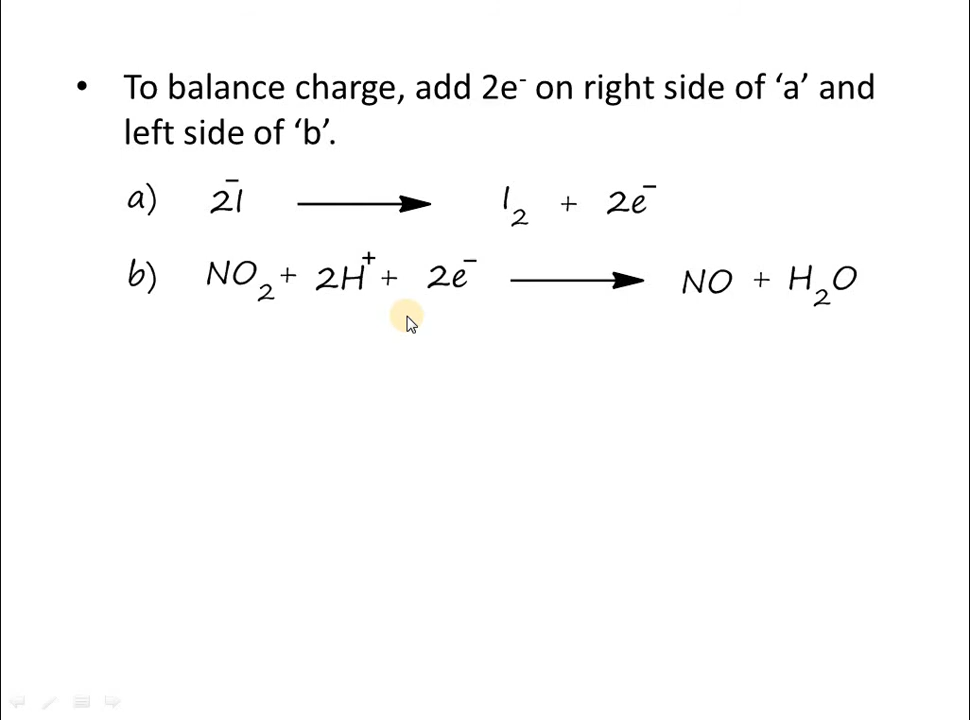 • To balance charge, add 2e⁻ on right side of ‘a’ and
left side of ‘b’.
a) 2I⁻ ⟶ I₂ + 2e⁻
b) NO₂ + 2H⁺ + 2e⁻ ⟶ NO + H₂O